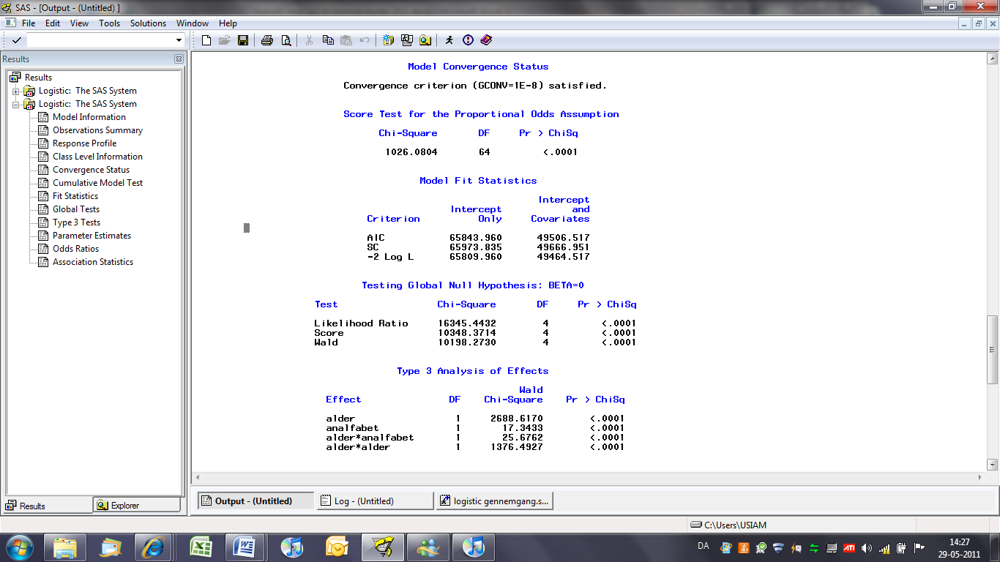 SAS - [Output - (Untitled) ]
File Edit View Tools Solutions Window Help
Results
Results
Logistic: The SAS System
Logistic: The SAS System
Model Information
Observations Summary
Response Profile
Class Level Information
Convergence Status
Cumulative Model Test
Fit Statistics
Global Tests
Type 3 Tests
Parameter Estimates
Odds Ratios
Association Statistics
Results Explorer
Model Convergence Status
Convergence criterion (GCONV=1E-8) satisfied.
Score Test for the Proportional Odds Assumption
Chi-Square DF Pr > ChiSq
1026.0804 64 <.0001
Model Fit Statistics
Intercept
Intercept and
Criterion Only Covariates
AIC 65843.960 49506.517
SC 65973.835 49666.951
-2 Log L 65809.960 49464.517
Testing Global Null Hypothesis: BETA=0
Test Chi-Square DF Pr > ChiSq
Likelihood Ratio 16345.4432 4 <.0001
Score 10348.3714 4 <.0001
Wald 10198.2730 4 <.0001
Type 3 Analysis of Effects
Wald
Effect DF Chi-Square Pr > ChiSq
alder 1 2688.6170 <.0001
analfabet 1 17.3433 <.0001
alder*analfabet 1 25.6762 <.0001
alder*alder 1 1376.4927 <.0001
Output - (Untitled) Log - (Untitled) logistic gennemgang.s...
C:\Users\USIAM
DA ATI 14:27
29-05-2011